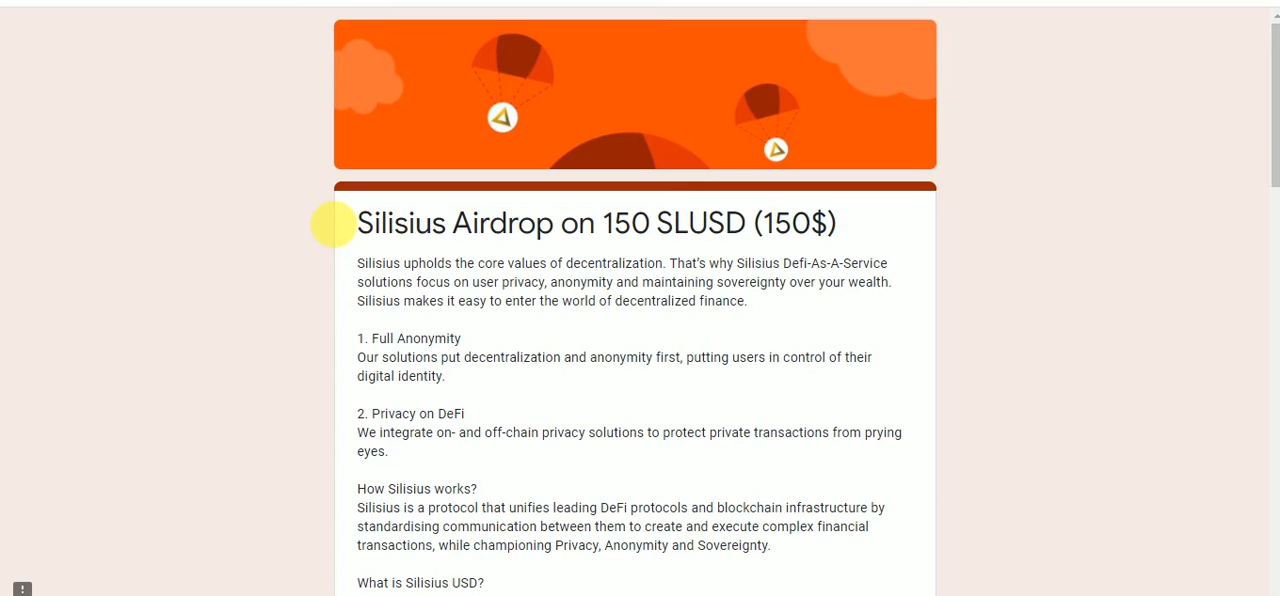 Silisius Airdrop on 150 SLUSD (150$)
Silisius upholds the core values of decentralization. That's why Silisius Defi-As-A-Service
solutions focus on user privacy, anonymity and maintaining sovereignty over your wealth.
Silisius makes it easy to enter the world of decentralized finance.
1. Full Anonymity
Our solutions put decentralization and anonymity first, putting users in control of their
digital identity.
2. Privacy on DeFi
We integrate on- and off-chain privacy solutions to protect private transactions from prying
eyes.
How Silisius works?
Silisius is a protocol that unifies leading DeFi protocols and blockchain infrastructure by
standardising communication between them to create and execute complex financial
transactions, while championing Privacy, Anonymity and Sovereignty.
What is Silisius USD?